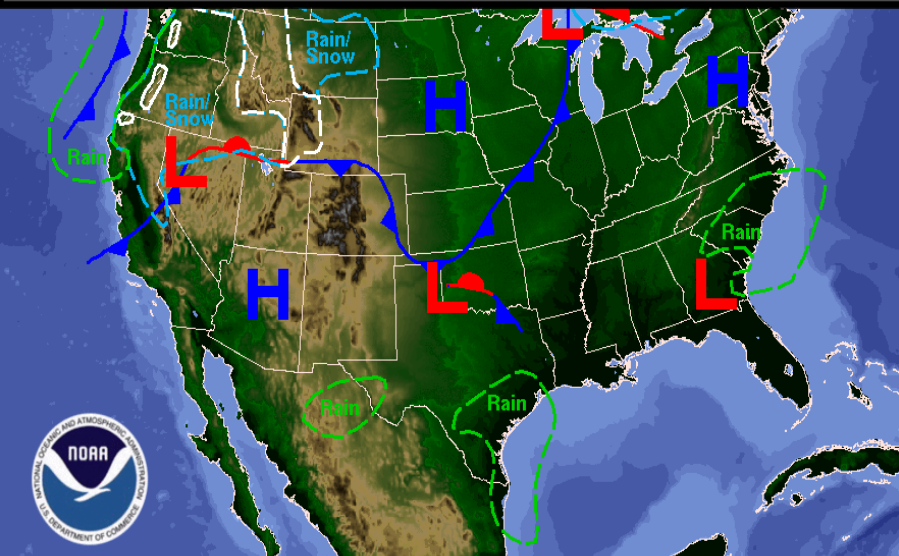 L
Rain/
Snow
H
H
Rain/
Snow
Rain
L
Rain
H
L
L
Rain
Rain
NATIONAL OCEANIC AND ATMOSPHERIC ADMINISTRATION
NOAA
U.S. DEPARTMENT OF COMMERCE